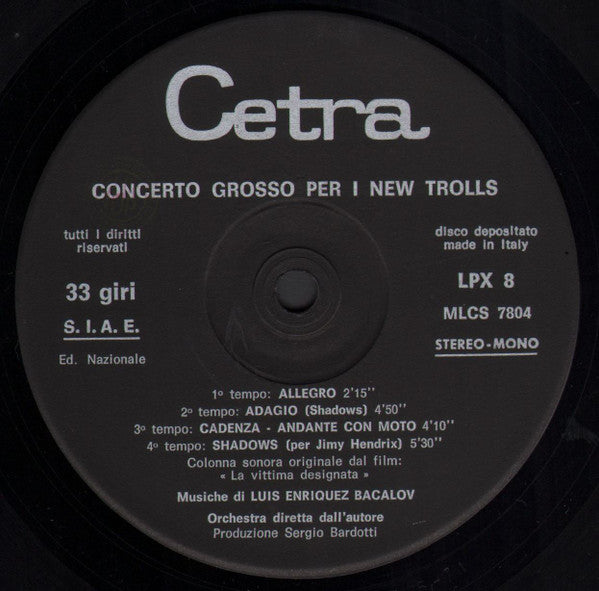 Cetra
CONCERTO GROSSO PER I NEW TROLLS
tutti i diritti
riservati
33 giri
S. I. A. E.
Ed. Nazionale
disco depositato
made in Italy
LPX 8
MLCS 7804
STEREO-MONO
1º tempo: ALLEGRO 2'15''
2º tempo: ADAGIO (Shadows) 4'50''
3º tempo: CADENZA - ANDANTE CON MOTO 4'10''
4º tempo: SHADOWS (per Jimy Hendrix) 5'30''
Colonna sonora originale dal film:
« La vittima designata »
Musiche di LUIS ENRIQUEZ BACALOV
Orchestra diretta dall'autore
Produzione Sergio Bardotti